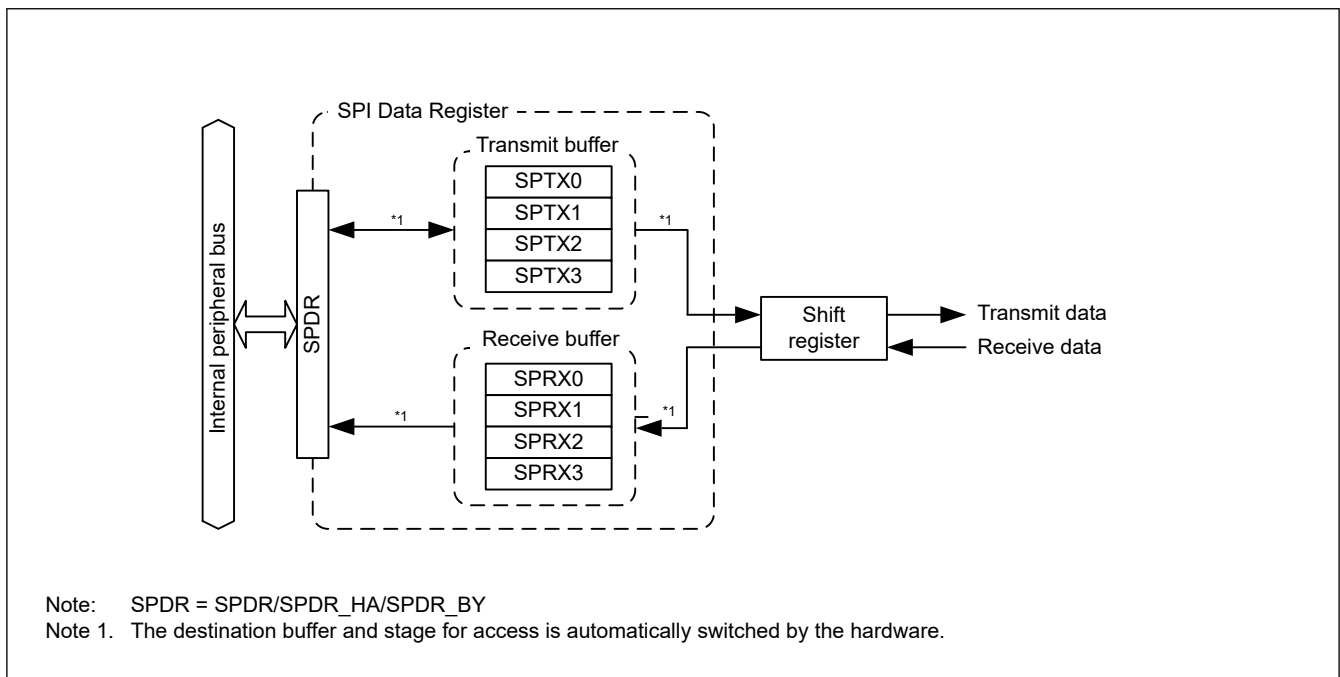 SPI Data Register
Transmit buffer
SPTX0
SPTX1
SPTX2
SPTX3
*1
*1
Internal peripheral bus
SPDR
Shift
register
Transmit data
Receive data
Receive buffer
SPRX0
SPRX1
SPRX2
SPRX3
*1
*1
Note: SPDR = SPDR/SPDR_HA/SPDR_BY
Note 1. The destination buffer and stage for access is automatically switched by the hardware.